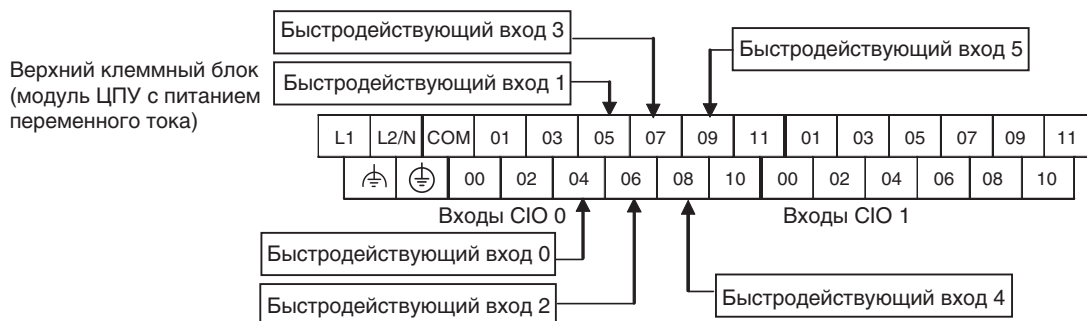 Быстродействующий вход 3
Быстродействующий вход 5
Верхний клеммный блок
(модуль ЦПУ с питанием
переменного тока)
Быстродействующий вход 1
L1 L2/N COM 01 03 05 07 09 11 01 03 05 07 09 11
00 02 04 06 08 10 00 02 04 06 08 10
Входы CIO 0 Входы CIO 1
Быстродействующий вход 0
Быстродействующий вход 2
Быстродействующий вход 4